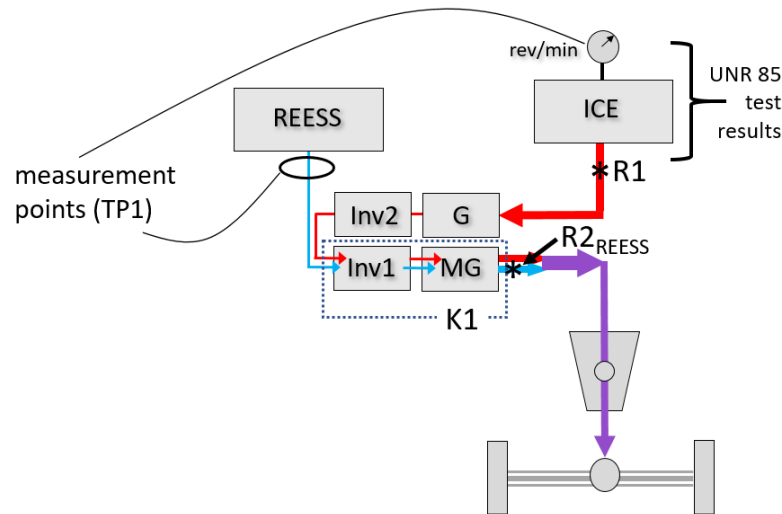 rev/min
UNR 85
test
results
REESS
ICE
measurement
points (TP1)
*R1
Inv2
G
R2REESS
Inv1
MG
*
K1